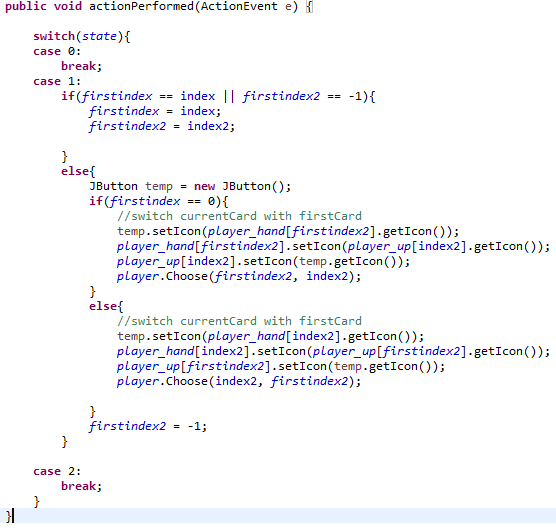 public void actionPerformed(ActionEvent e) {
switch(state){
case 0:
break;
case 1:
if(firstindex == index || firstindex2 == -1){
firstindex = index;
firstindex2 = index2;
}
else{
JButton temp = new JButton();
if(firstindex == 0){
//switch currentCard with firstCard
temp.setIcon(player_hand[firstindex2].getIcon());
player_hand[firstindex2].setIcon(player_up[index2].getIcon());
player_up[index2].setIcon(temp.getIcon());
player.Choose(firstindex2, index2);
}
else{
//switch currentCard with firstCard
temp.setIcon(player_hand[index2].getIcon());
player_hand[index2].setIcon(player_up[firstindex2].getIcon());
player_up[firstindex2].setIcon(temp.getIcon());
player.Choose(index2, firstindex2);
}
firstindex2 = -1;
}
case 2:
break;
}
}